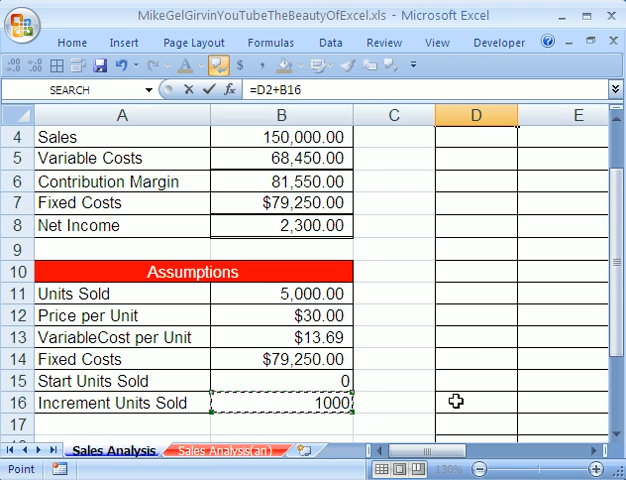 MikeGelGirvinYouTubeTheBeautyOfExcel.xls - Microsoft Excel
Home Insert Page Layout Formulas Data Review View Developer
SEARCH =D2+B16
A B C D E
4 Sales 150,000.00
5 Variable Costs 68,450.00
6 Contribution Margin 81,550.00
7 Fixed Costs $79,250.00
8 Net Income 2,300.00
9
10 Assumptions
11 Units Sold 5,000.00
12 Price per Unit $30.00
13 VariableCost per Unit $13.69
14 Fixed Costs $79,250.00
15 Start Units Sold 0
16 Increment Units Sold 1000
17
Sales Analysis Sales Analysis(an)
Point 130%